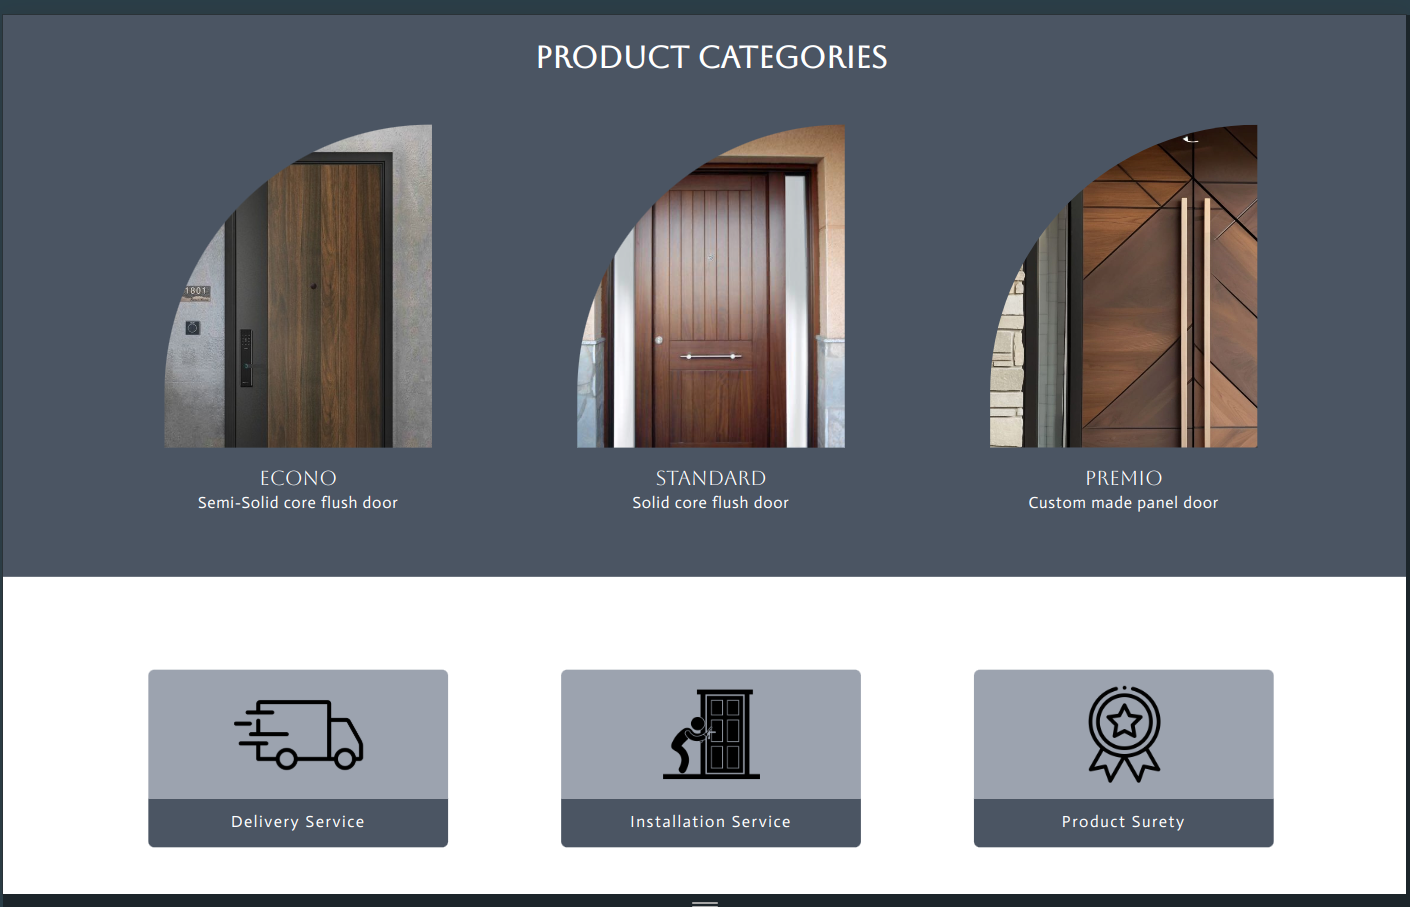 PRODUCT CATEGORIES
1801
ECONO
Semi-Solid core flush door
STANDARD
Solid core flush door
PREMIO
Custom made panel door
Delivery Service
Installation Service
Product Surety